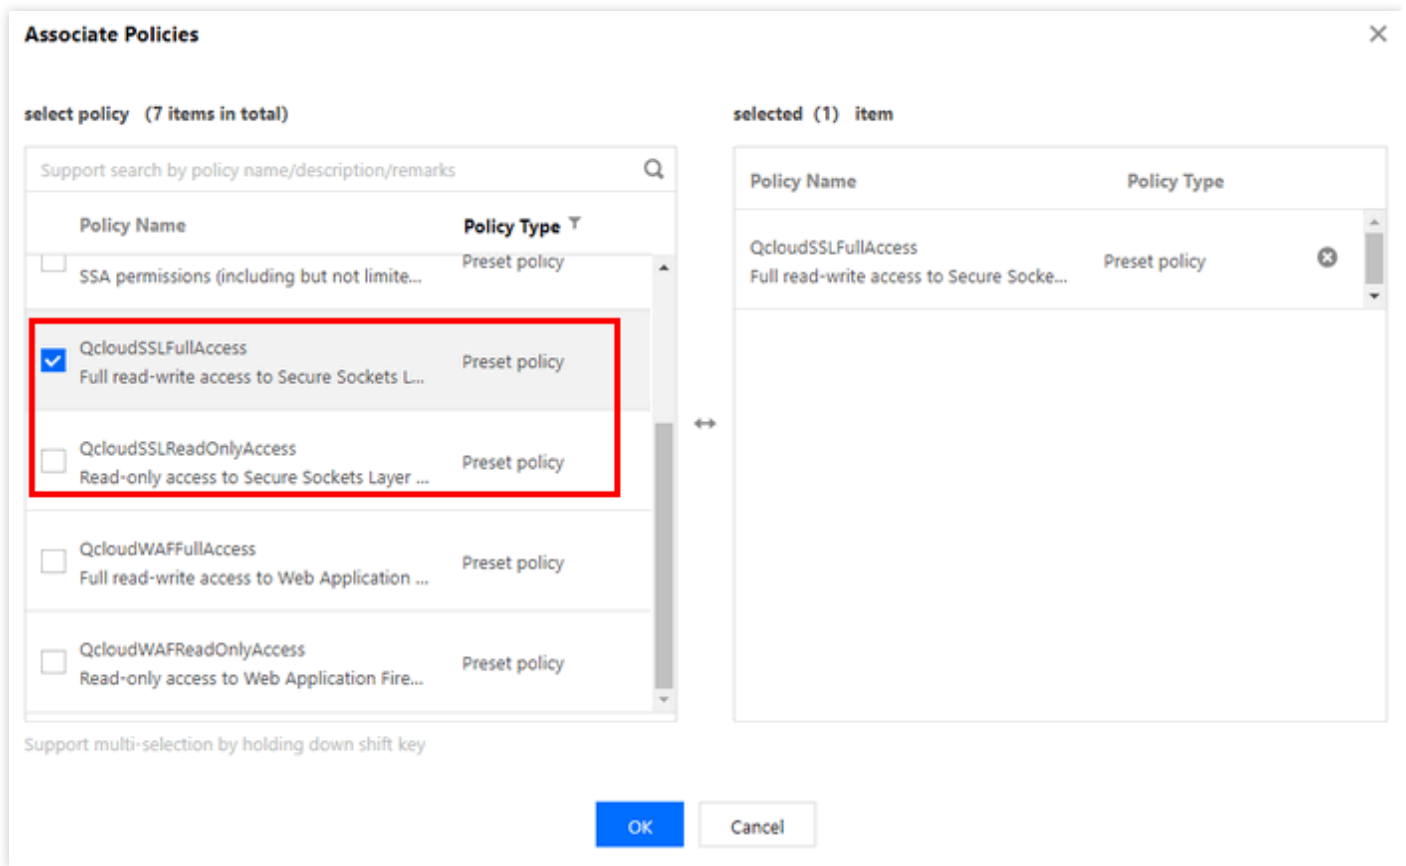 Associate Policies
select policy (7 items in total)
Support search by policy name/description/remarks
Policy Name Policy Type
SSA permissions (including but not limite... Preset policy
QcloudSSLFullAccess
Full read-write access to Secure Sockets L... Preset policy
QcloudSSLReadOnlyAccess
Read-only access to Secure Sockets Layer ... Preset policy
QcloudWAFFullAccess
Full read-write access to Web Application ... Preset policy
QcloudWAFReadOnlyAccess
Read-only access to Web Application Fire... Preset policy
Support multi-selection by holding down shift key
selected (1) item
Policy Name Policy Type
QcloudSSLFullAccess
Full read-write access to Secure Socke... Preset policy
OK Cancel